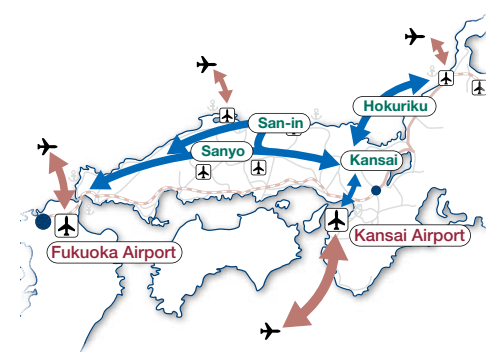 Hokuriku
San-in
Sanyo
Kansai
Kansai Airport
Fukuoka Airport